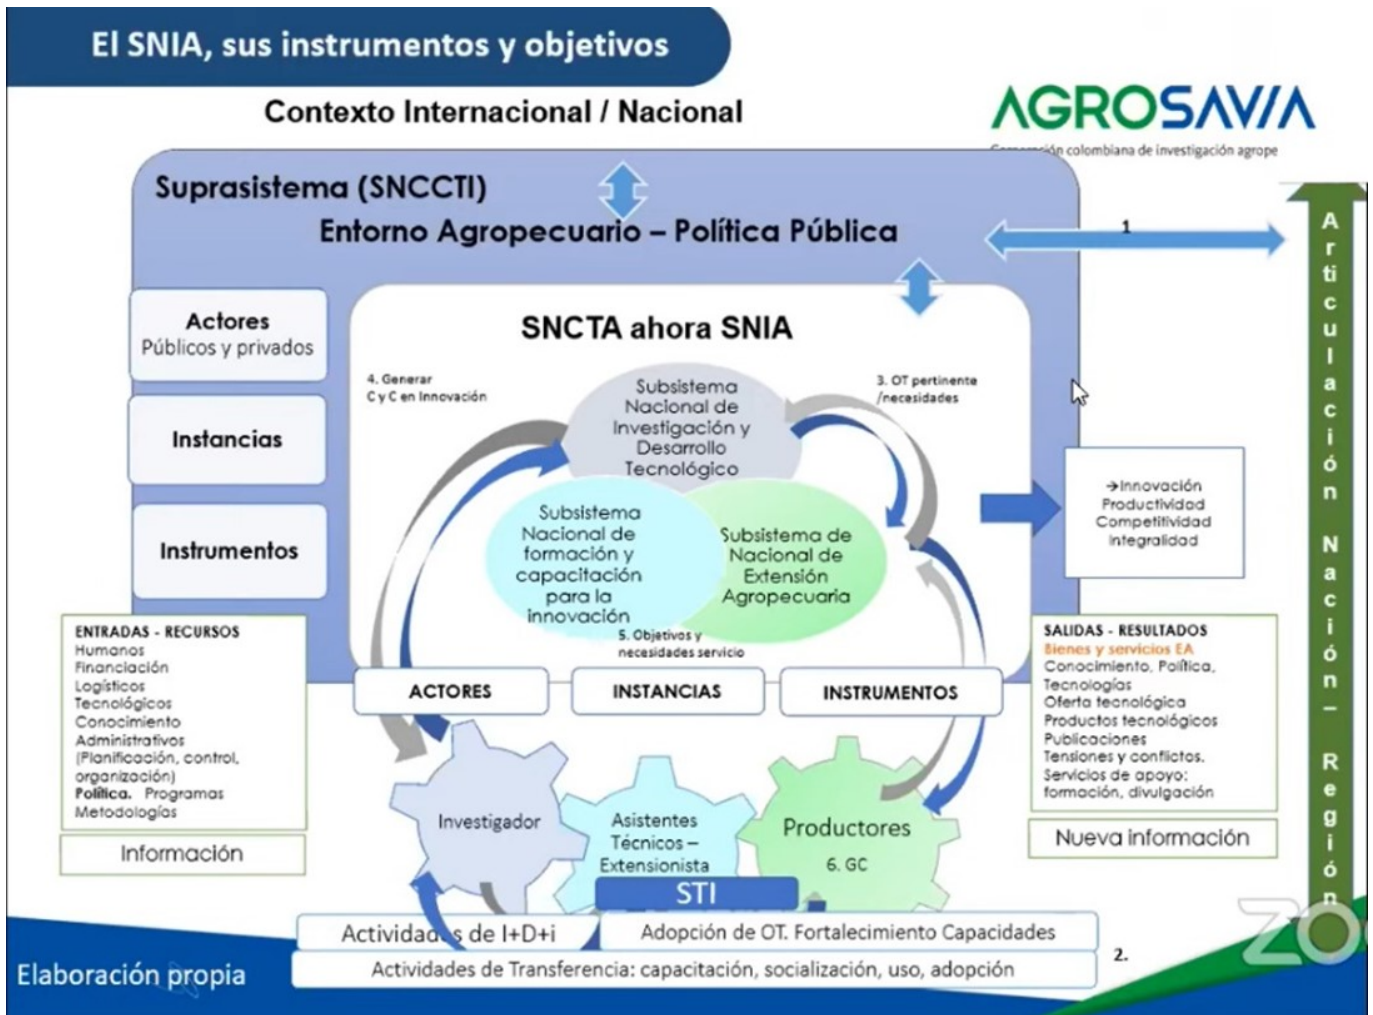 El SNIA, sus instrumentos y objetivos
Contexto Internacional / Nacional
AGROSAVIA
colombiana de investigación agrope
Suprasistema (SNCCTI)
Entorno Agropecuario – Política Pública
1
Actores
Públicos y privados
Instancias
Instrumentos
SNCTA ahora SNIA
4. Generar
C y C en Innovación
3. OT pertinente
/necesidades
Subsistema
Nacional de
Investigación y
Desarrollo
Tecnológico
Subsistema
Nacional de
formación y
capacitación
para la
innovación
Subsistema de
Nacional de
Extensión
Agropecuaria
5. Objetivos y
necesidades servicio
→Innovación
Productividad
Competitividad
Integralidad
ENTRADAS - RECURSOS
Humanos
Financiación
Logísticos
Tecnológicos
Conocimiento
Administrativos
(Planificación, control,
organización)
Política. Programas
Metodologías
Información
ACTORES
INSTANCIAS
INSTRUMENTOS
SALIDAS - RESULTADOS
Bienes y servicios EA
Conocimiento, Política,
Tecnologías
Oferta tecnológica
Productos tecnológicos
Publicaciones
Tensiones y conflictos.
Servicios de apoyo:
formación, divulgación
Nueva información
Investigador
Asistentes
Técnicos –
Extensionista
Productores
6. GC
STI
Actividades de I+D+i
Adopción de OT. Fortalecimiento Capacidades
Actividades de Transferencia: capacitación, socialización, uso, adopción
2.
Articulación Nación – Región
Elaboración propia